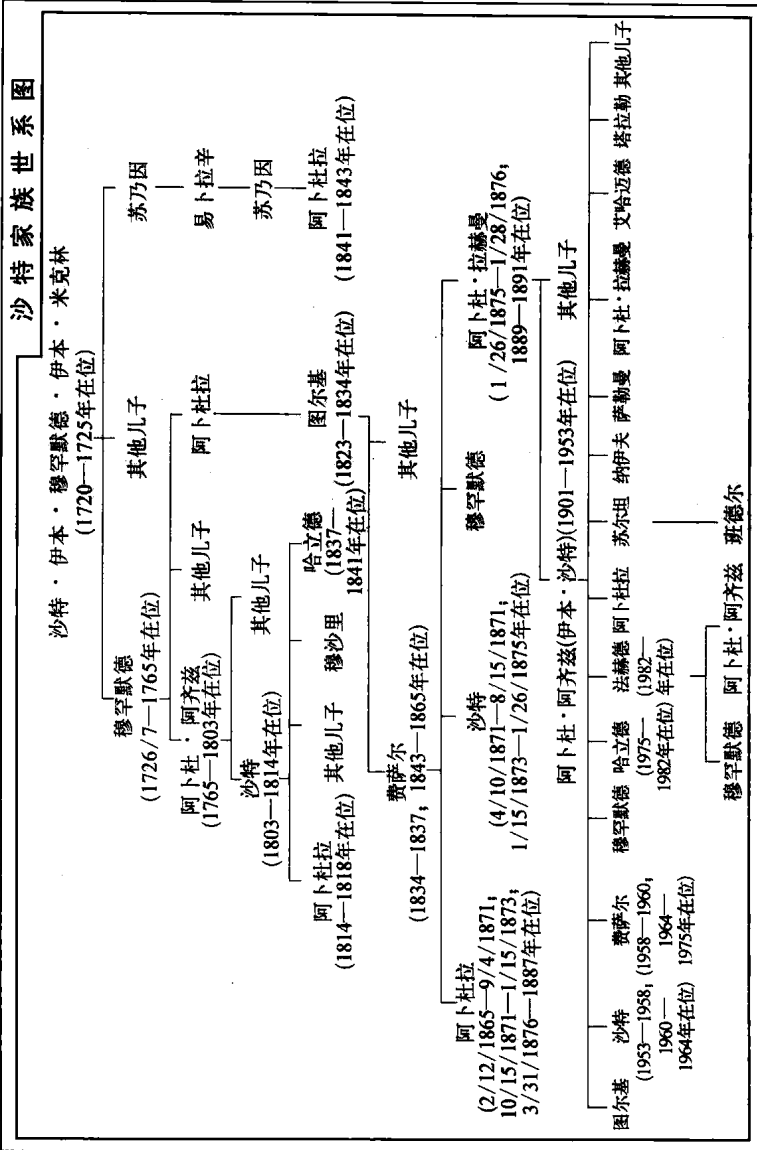 沙特家族世系图
沙特·伊本·穆罕默德·伊本·米克林
(1720—1725年在位)
穆罕默德
(1726/7—1765年在位)
其他儿子
苏乃因
易卜拉辛
苏乃因
阿卜杜拉
(1841—1843年在位)
阿卜杜·阿齐兹
(1765—1803年在位)
其他儿子
阿卜杜拉
沙特
(1803—1814年在位)
其他儿子
图尔基
(1823—1834年在位)
阿卜杜拉
(1814—1818年在位)
其他儿子
穆沙里
哈立德
(1837—
1841年在位)
费萨尔
(1834—1837, 1843—1865年在位)
其他儿子
阿卜杜拉
(2/12/1865—9/4/1871,
10/15/1871—1/15/1873,
3/31/1876—1887年在位)
沙特
(4/10/1871—8/15/1871,
1/15/1873—1/26/1875年在位)
穆罕默德
阿卜杜·拉赫曼
(1/26/1875—1/28/1876,
1889—1891年在位)
阿卜杜·阿齐兹(伊本·沙特)(1901—1953年在位)
其他儿子
图尔基
沙特
(1953—1958,
1960—
1964年在位)
费萨尔
(1958—1960,
1964—
1975年在位)
穆罕默德
哈立德
(1975—
1982年在位)
法赫德
(1982—
年在位)
阿卜杜拉
苏尔坦
纳伊夫
萨勒曼
阿卜杜·拉赫曼
艾哈迈德
塔拉勒
其他儿子
穆罕默德
阿卜杜·阿齐兹
班德尔